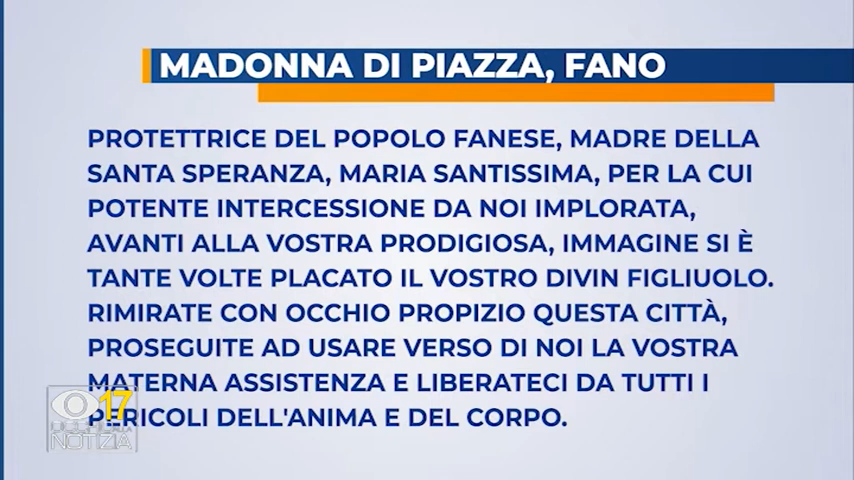 MADONNA DI PIAZZA, FANO
PROTETTRICE DEL POPOLO FANESE, MADRE DELLA
SANTA SPERANZA, MARIA SANTISSIMA, PER LA CUI
POTENTE INTERCESSIONE DA NOI IMPLORATA,
AVANTI ALLA VOSTRA PRODIGIOSA, IMMAGINE SI È
TANTE VOLTE PLACATO IL VOSTRO DIVIN FIGLIUOLO.
RIMIRATE CON OCCHIO PROPIZIO QUESTA CITTÀ,
PROSEGUITE AD USARE VERSO DI NOI LA VOSTRA
MATERNA ASSISTENZA E LIBERATECI DA TUTTI I
PERICOLI DELL'ANIMA E DEL CORPO.
17
NOTIZIA